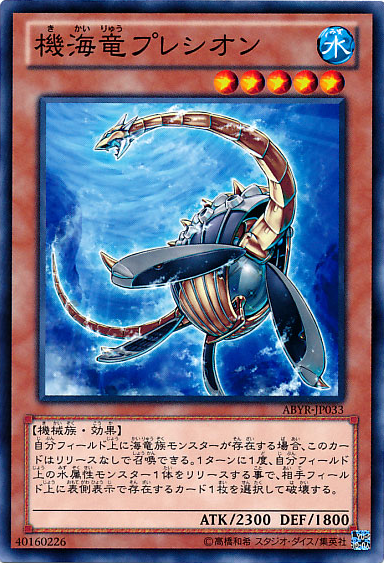 機海竜プレシオン
水
ABYR-JP033
【機械族・効果】
自分フィールド上に海竜族モンスターが存在する場合、このカー
ドはリリースなしで召喚できる。1ターンに1度、自分フィールド
上の水属性モンスター1体をリリースする事で、相手フィール
ド上に表側表示で存在するカード1枚を選択して破壊する。
ATK/2300 DEF/1800
40160226 ©高橋和希 スタジオ・ダイス/集英社